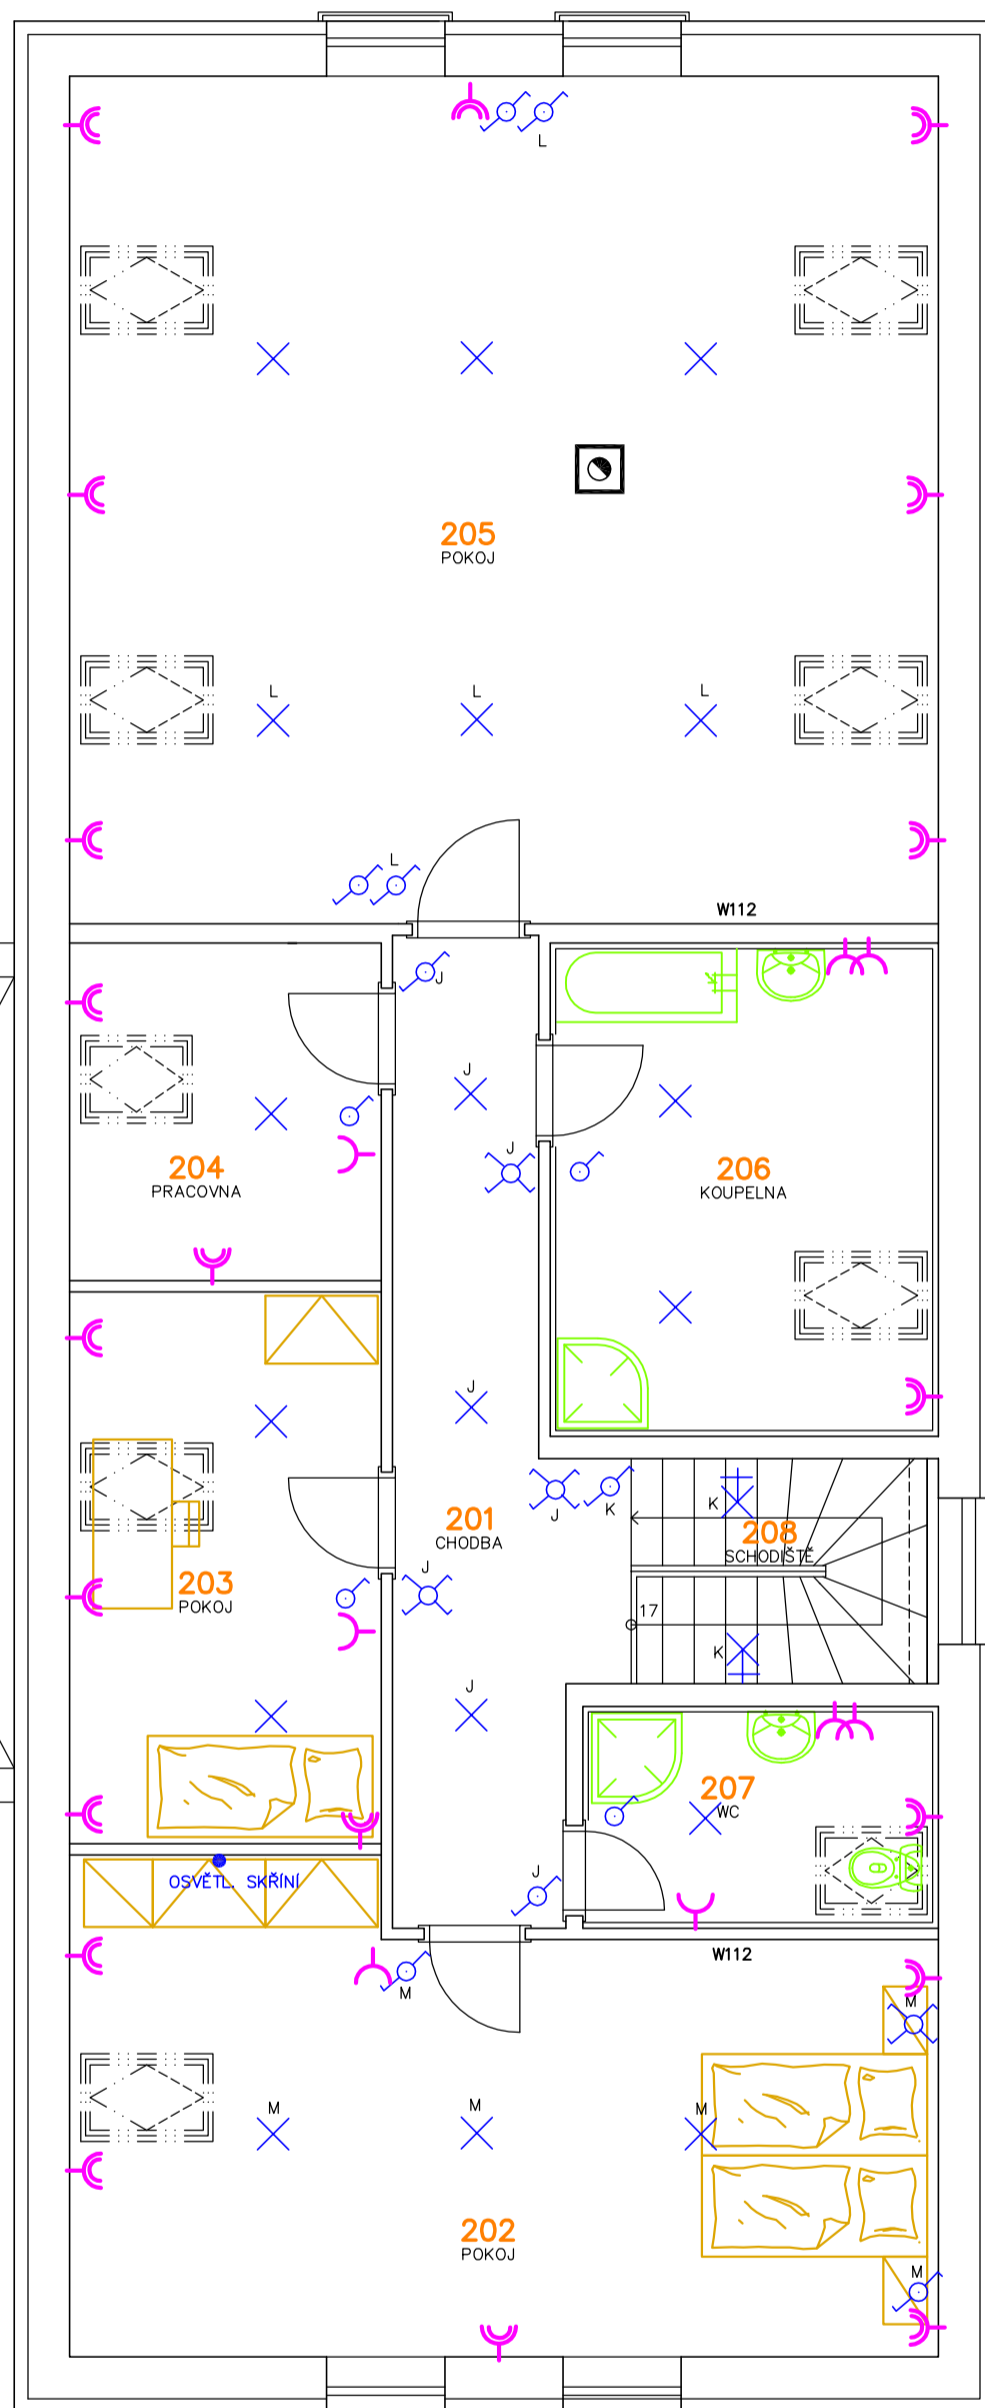 L
205
POKOJ
L
L
L
L
W112
J
J
204
PRACOVNA
J
206
KOUPELNA
J
201
CHODBA
J
K
K
208
SCHODIŠTĚ
J
203
POKOJ
17
K
J
207
WC
OSVĚTL. SKŘÍNÍ
J
W112
M
M
M
M
M
202
POKOJ
M